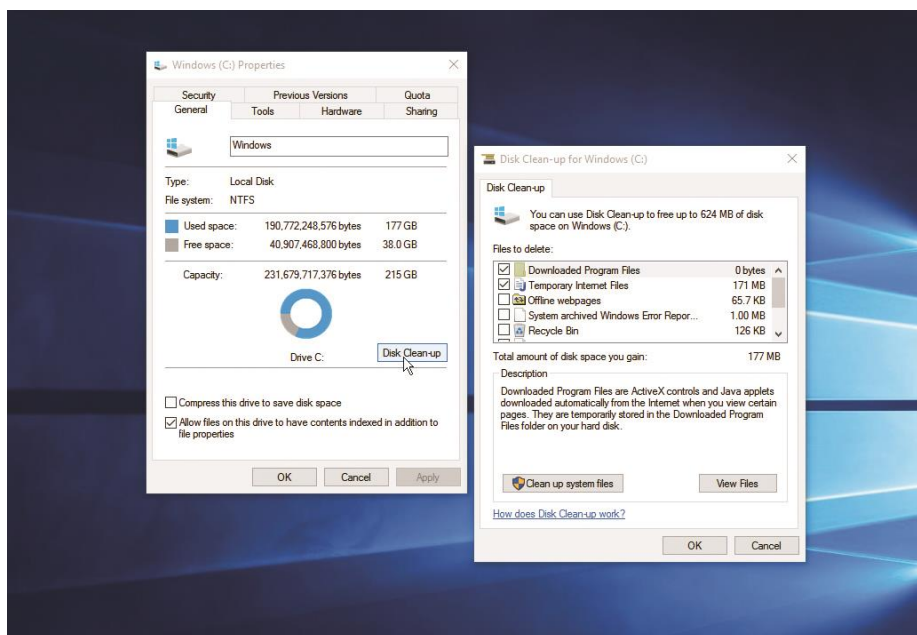 Windows (C:) Properties
Security Previous Versions Quota
General Tools Hardware Sharing
Windows
Type: Local Disk
File system: NTFS
Used space: 190,772,248,576 bytes 177 GB
Free space: 40,907,468,800 bytes 38.0 GB
Capacity: 231,679,717,376 bytes 215 GB
Drive C: Disk Clean-up
Compress this drive to save disk space
Allow files on this drive to have contents indexed in addition to
file properties
OK Cancel Apply
Disk Clean-up for Windows (C:)
Disk Clean-up
You can use Disk Clean-up to free up to 624 MB of disk
space on Windows (C:).
Files to delete:
Downloaded Program Files 0 bytes
Temporary Internet Files 171 MB
Offline webpages 65.7 KB
System archived Windows Error Repor... 1.00 MB
Recycle Bin 126 KB
Total amount of disk space you gain: 177 MB
Description
Downloaded Program Files are ActiveX controls and Java applets
downloaded automatically from the Internet when you view certain
pages. They are temporarily stored in the Downloaded Program
Files folder on your hard disk.
Clean up system files View Files
How does Disk Clean-up work?
OK Cancel